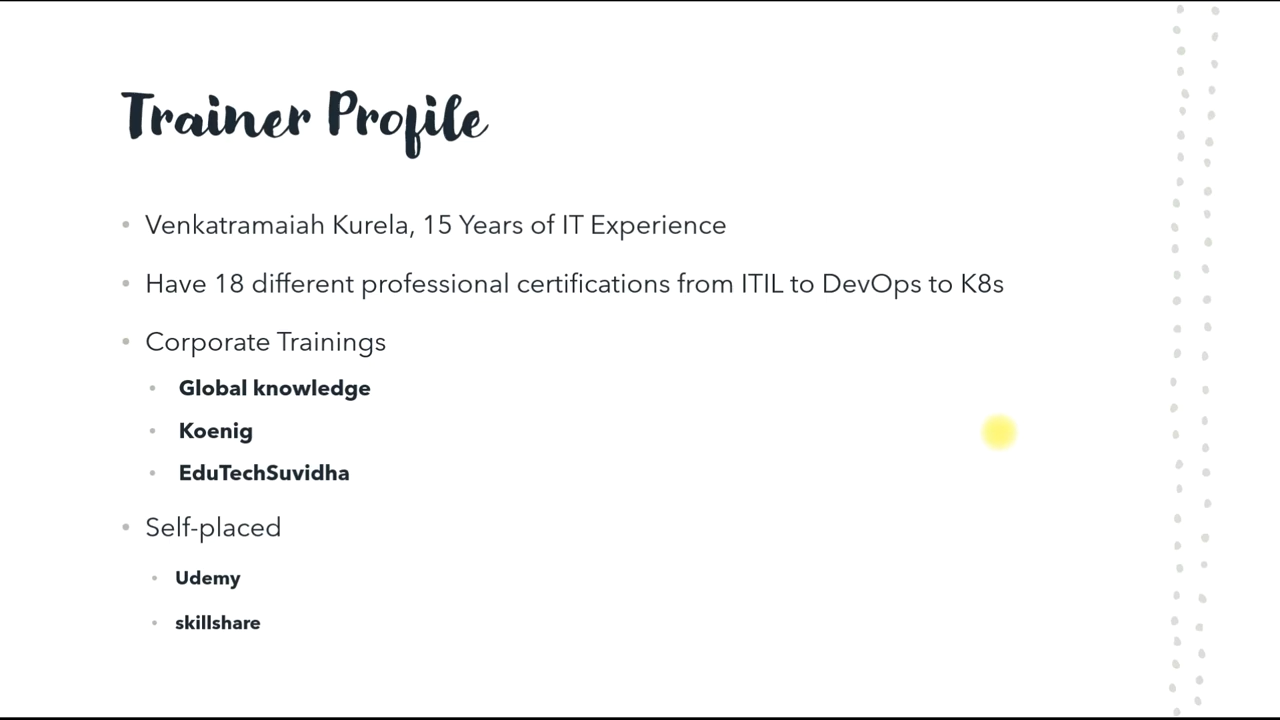 Trainer Profile
Venkatramaiah Kurela, 15 Years of IT Experience
Have 18 different professional certifications from ITIL to DevOps to K8s
Corporate Trainings
Global knowledge
Koenig
EduTechSuvidha
Self-placed
Udemy
skillshare